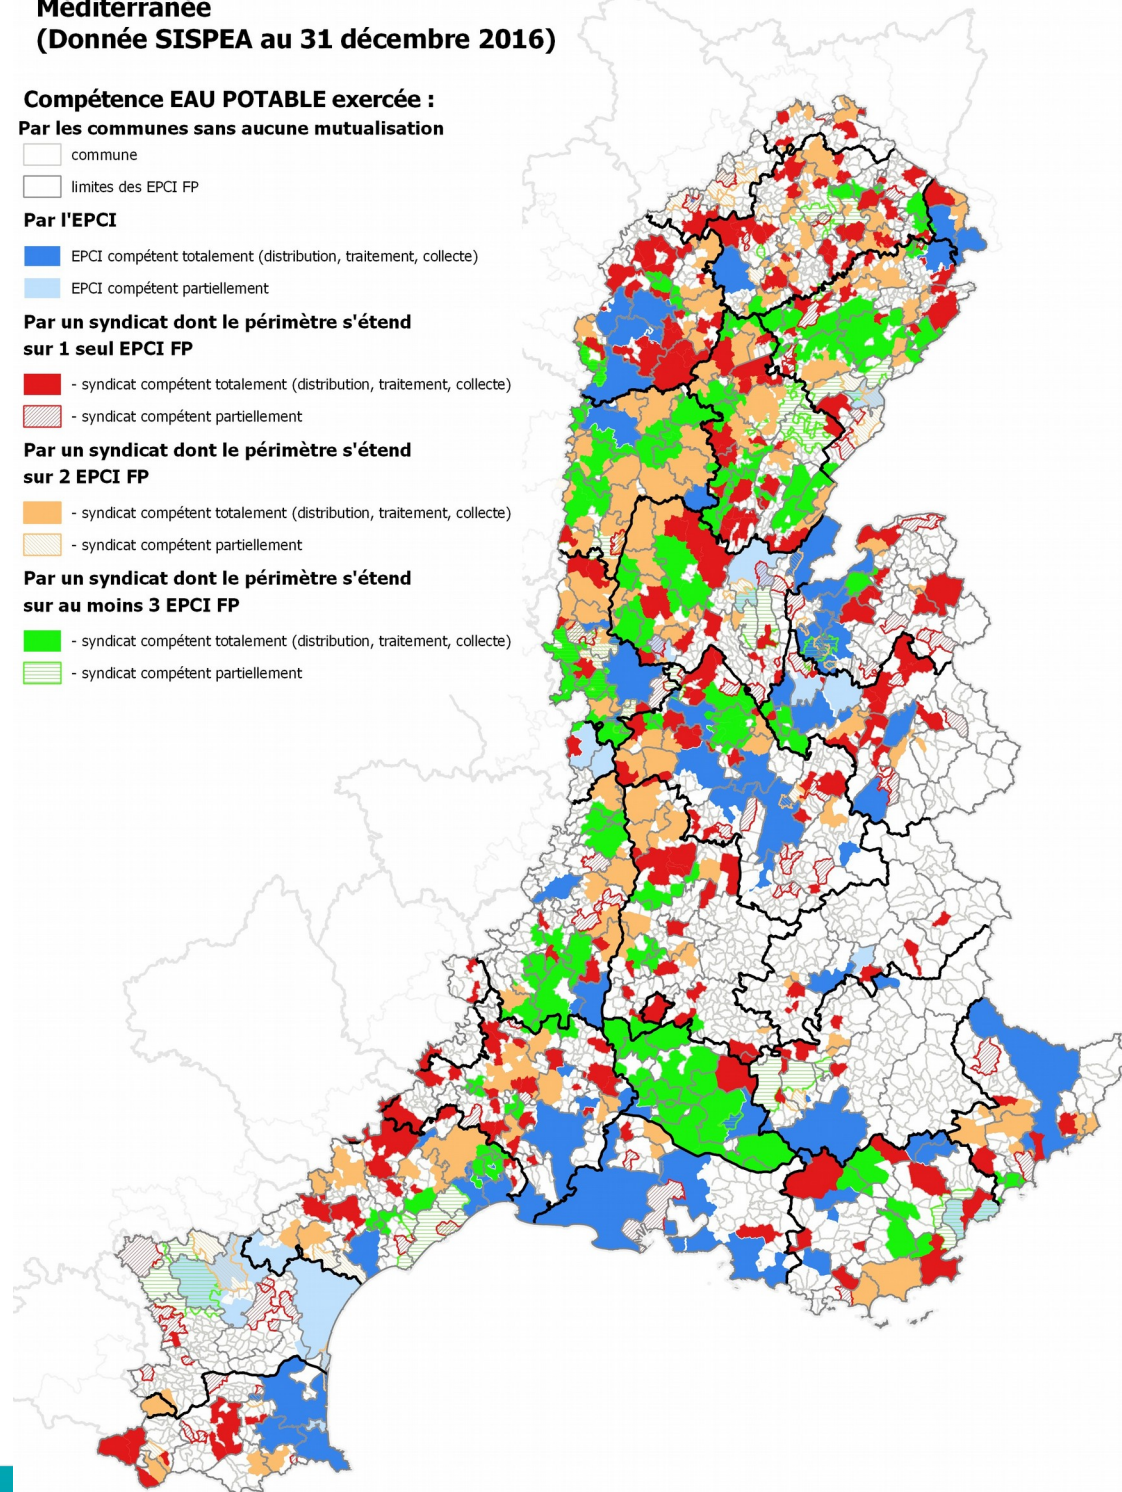 Méditerranée
(Donnée SISPEA au 31 décembre 2016)
Compétence EAU POTABLE exercée :
Par les communes sans aucune mutualisation
commune
limites des EPCI FP
Par l'EPCI
EPCI compétent totalement (distribution, traitement, collecte)
EPCI compétent partiellement
Par un syndicat dont le périmètre s'étend
sur 1 seul EPCI FP
- syndicat compétent totalement (distribution, traitement, collecte)
- syndicat compétent partiellement
Par un syndicat dont le périmètre s'étend
sur 2 EPCI FP
- syndicat compétent totalement (distribution, traitement, collecte)
- syndicat compétent partiellement
Par un syndicat dont le périmètre s'étend
sur au moins 3 EPCI FP
- syndicat compétent totalement (distribution, traitement, collecte)
- syndicat compétent partiellement